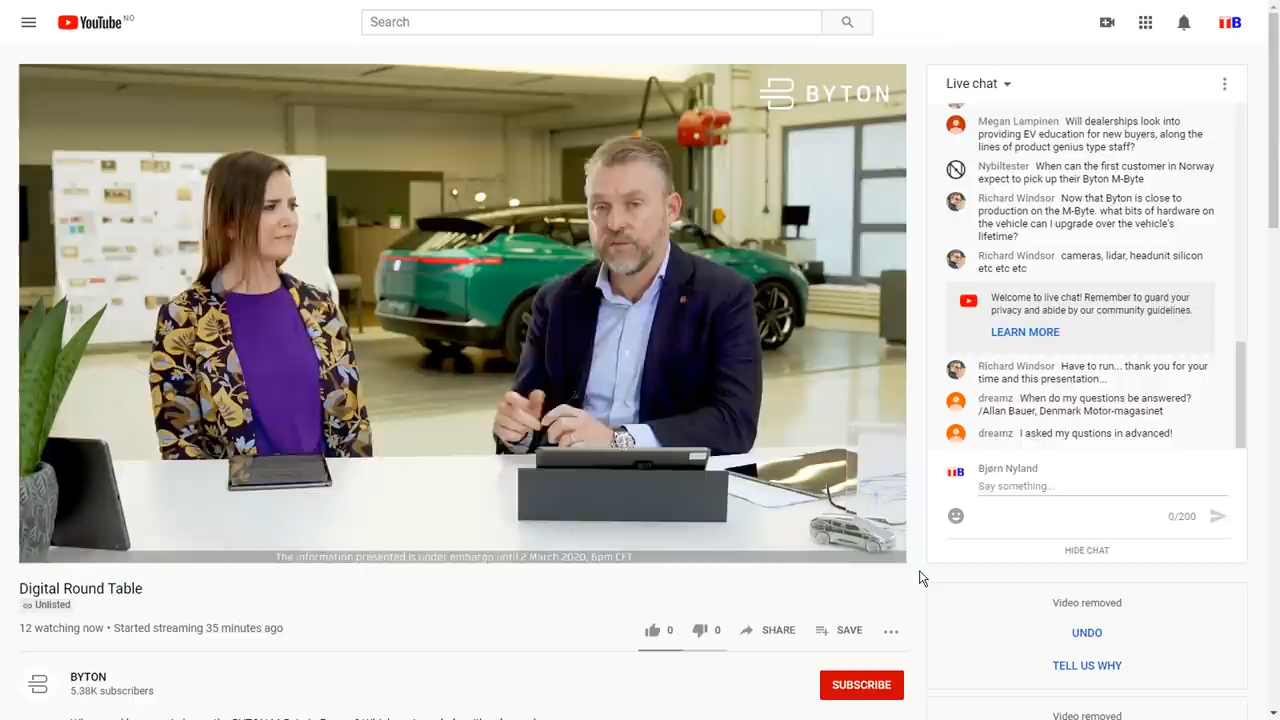 YouTube NO
Search
BYTON
Live chat
Megan Lampinen Will dealerships look into
providing EV education for new buyers, along the
lines of product genius type staff?
Nybiltester When can the first customer in Norway
expect to pick up their Byton M-Byte
Richard Windsor Now that Byton is close to
production on the M-Byte. what bits of hardware on
the vehicle can I upgrade over the vehicle's
lifetime?
Richard Windsor cameras, lidar, headunit silicon
etc etc etc
Welcome to live chat! Remember to guard your
privacy and abide by our community guidelines.
LEARN MORE
Richard Windsor Have to run... thank you for your
time and this presentation...
dreamz When do my questions be answered?
/Allan Bauer, Denmark Motor-magasinet
dreamz I asked my qustions in advanced!
Bjørn Nyland
Say something...
0/200
HIDE CHAT
The information presented is under embargo until 2 March 2020, 6pm CET
Digital Round Table
Unlisted
12 watching now • Started streaming 35 minutes ago
0 0 SHARE SAVE
BYTON
5.38K subscribers
SUBSCRIBE
Video removed
UNDO
TELL US WHY
Video removed